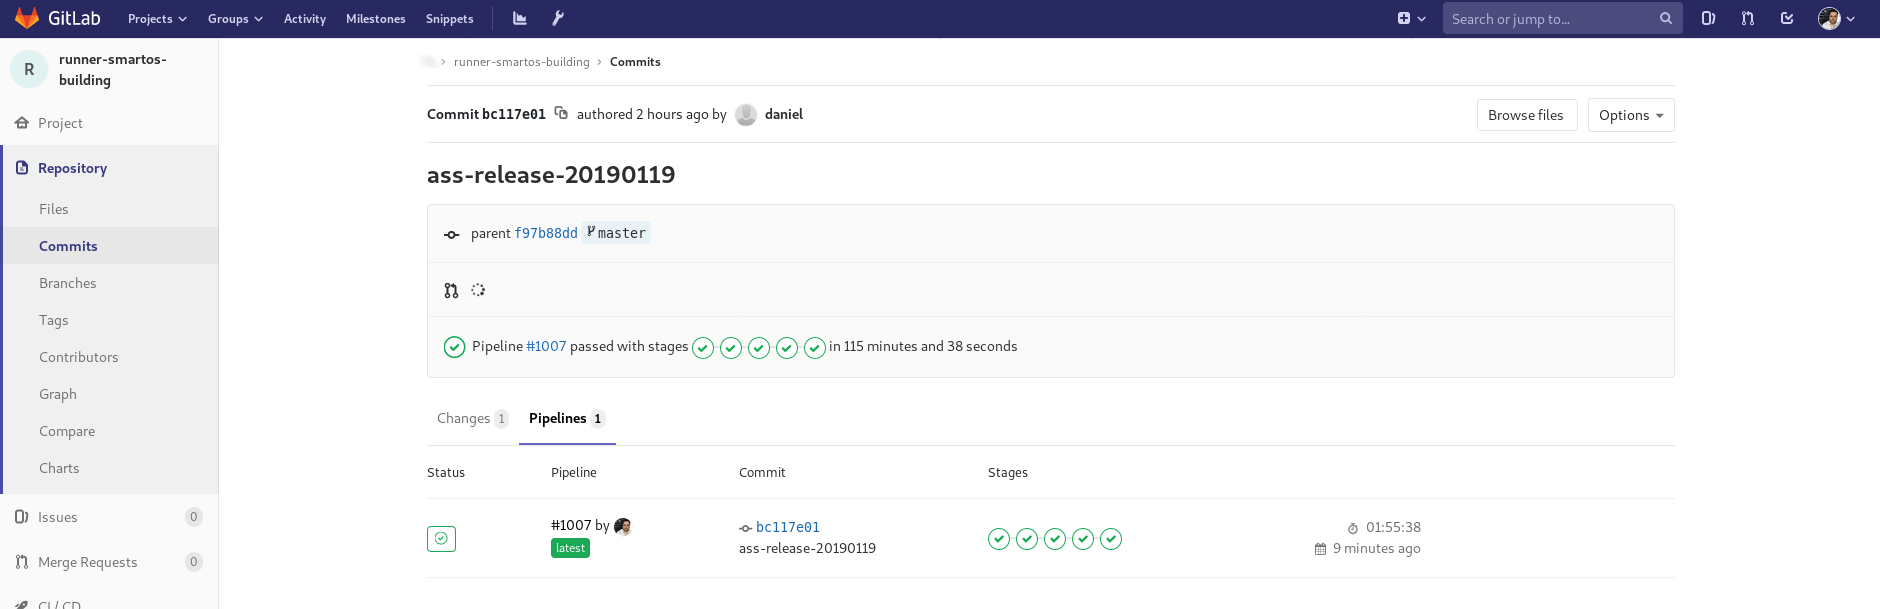 GitLab Projects Groups Activity Milestones Snippets Search or jump to...
R runner-smartos-building
Project
Repository
Files
Commits
Branches
Tags
Contributors
Graph
Compare
Charts
Issues 0
Merge Requests 0
CI / CD
› runner-smartos-building › Commits
Commit bc117e01 authored 2 hours ago by daniel Browse files Options
ass-release-20190119
parent f97b88dd master
Pipeline #1007 passed with stages in 115 minutes and 38 seconds
Changes 1 Pipelines 1
Status Pipeline Commit Stages
#1007 by bc117e01 01:55:38
latest ass-release-20190119 9 minutes ago